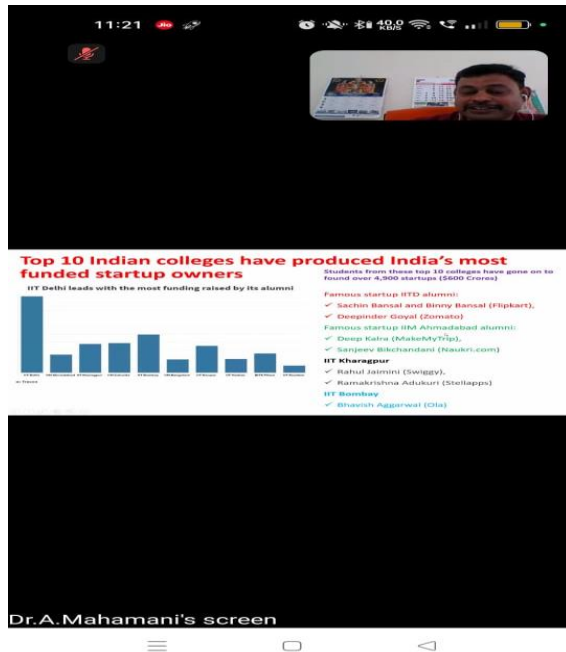 11:21
Jio
40.0
KB/S
Top 10 Indian colleges have produced India's most
funded startup owners
Students from these top 10 colleges have gone on to
found over 4,900 startups ($600 Crores)
IIT Delhi leads with the most funding raised by its alumni
Famous startup IITD alumni:
✓ Sachin Bansal and Binny Bansal (Flipkart),
✓ Deepinder Goyal (Zomato)
Famous startup IIM Ahmadabad alumni:
✓ Deep Kalra (MakeMyTrip),
✓ Sanjeev Bikchandani (Naukri.com)
IIT Kharagpur
✓ Rahul Jaimini (Swiggy),
✓ Ramakrishna Adukuri (Stellapps)
IIT Bombay
✓ Bhavish Aggarwal (Ola)
Dr.A.Mahamani's screen